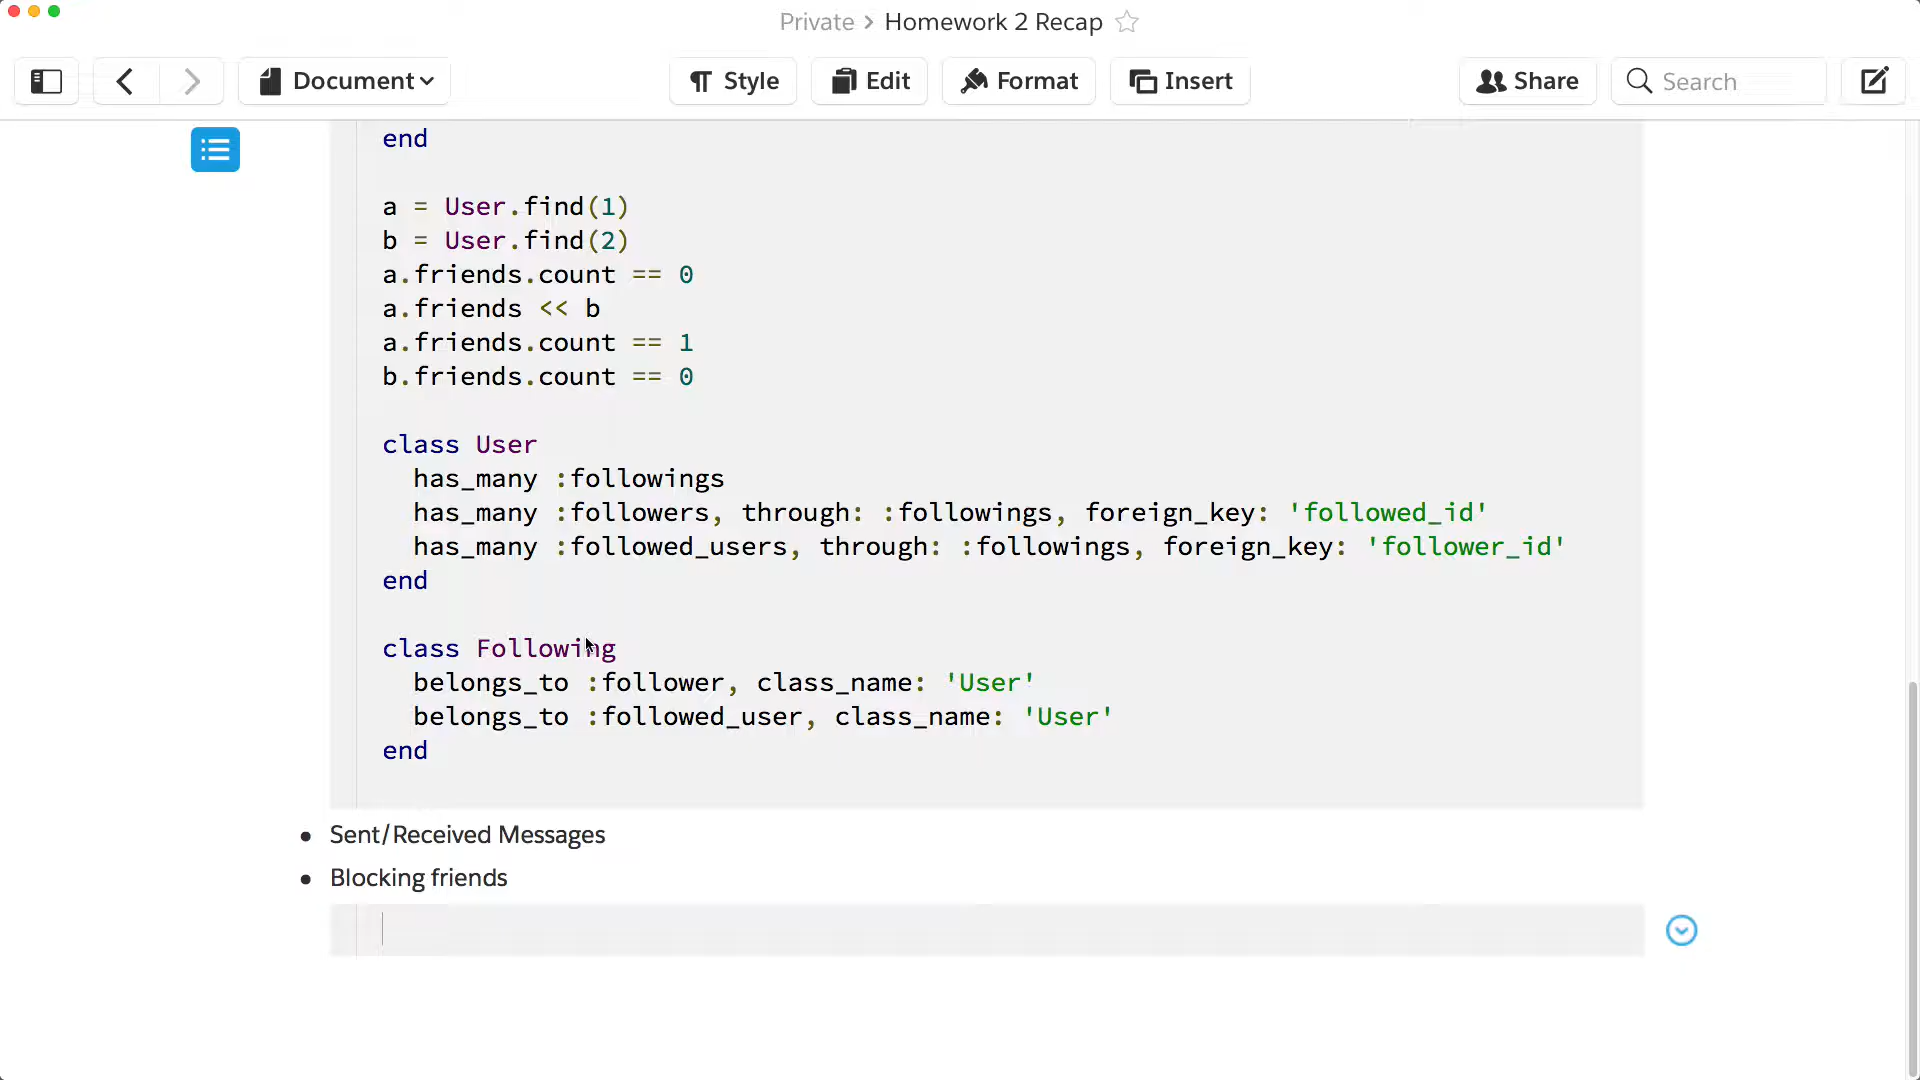 Private > Homework 2 Recap
Document Style Edit Format Insert Share Search
end
a = User.find(1)
b = User.find(2)
a.friends.count == 0
a.friends << b
a.friends.count == 1
b.friends.count == 0
class User
  has_many :followings
  has_many :followers, through: :followings, foreign_key: 'followed_id'
  has_many :followed_users, through: :followings, foreign_key: 'follower_id'
end
class Following
  belongs_to :follower, class_name: 'User'
  belongs_to :followed_user, class_name: 'User'
end
• Sent/Received Messages
• Blocking friends